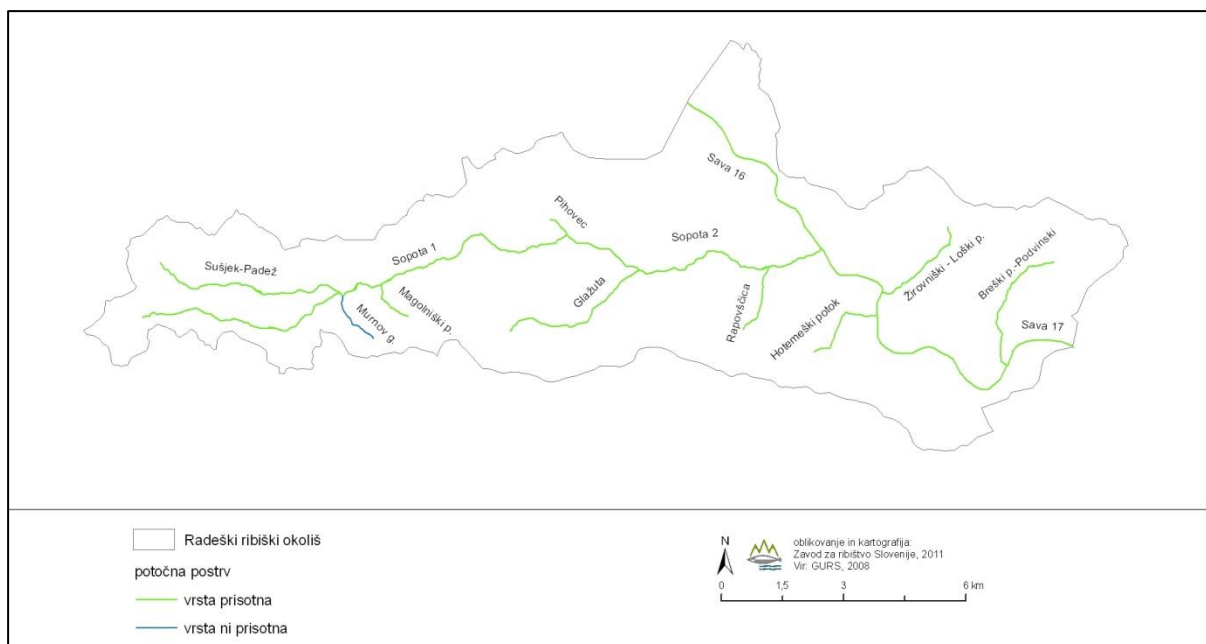 Sava 16
Pihovec
Sopota 2
Sopota 1
Sušjek-Padež
Žirovniški - Loški p.
Breški p.-Podvinski
Magolniški p.
Glažuta
Rapovščica
Murnov g.
Hotemeški potok
Sava 17
Radeški ribiški okoliš
potočna postrv
vrsta prisotna
vrsta ni prisotna
N
oblikovanje in kartografija:
Zavod za ribištvo Slovenije, 2011
Vir: GURS, 2008
0 1,5 3 6 km